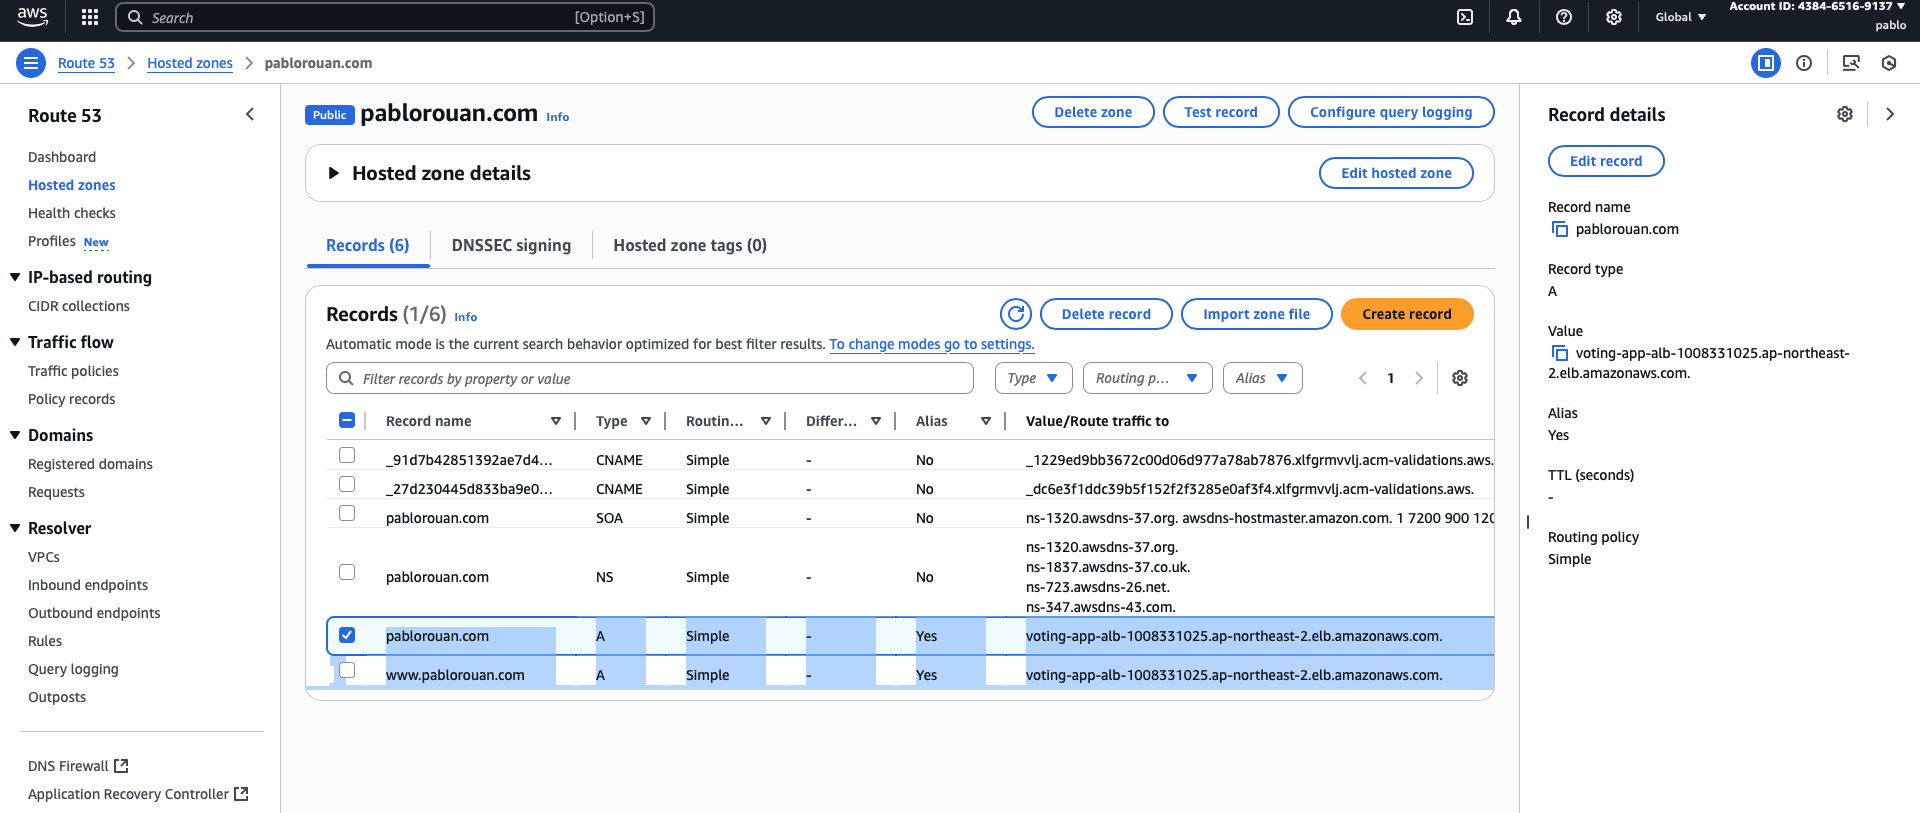 aws
Search
[Option+S]
Global
Account ID: 4384-6516-9137
pablo
Route 53
Hosted zones
pablorouan.com
Route 53
Dashboard
Hosted zones
Health checks
Profiles New
IP-based routing
CIDR collections
Traffic flow
Traffic policies
Policy records
Domains
Registered domains
Requests
Resolver
VPCs
Inbound endpoints
Outbound endpoints
Rules
Query logging
Outposts
DNS Firewall
Application Recovery Controller
Public pablorouan.com Info
Delete zone
Test record
Configure query logging
Hosted zone details
Edit hosted zone
Records (6)
DNSSEC signing
Hosted zone tags (0)
Records (1/6) Info
Delete record
Import zone file
Create record
Automatic mode is the current search behavior optimized for best filter results. To change modes go to settings.
Filter records by property or value
Type
Routing p...
Alias
1
Record name Type Routin... Differ... Alias Value/Route traffic to
_91d7b42851392ae7d4... CNAME Simple - No _1229ed9bb3672c00d06d977a78ab7876.xlfgrmvvlj.acm-validations.aws.
_27d230445d833ba9e0... CNAME Simple - No _dc6e3f1ddc39b5f152f2f3285e0af3f4.xlfgrmvvlj.acm-validations.aws.
pablorouan.com SOA Simple - No ns-1320.awsdns-37.org. awsdns-hostmaster.amazon.com. 1 7200 900 120
pablorouan.com NS Simple - No ns-1320.awsdns-37.org.
ns-1837.awsdns-37.co.uk.
ns-723.awsdns-26.net.
ns-347.awsdns-43.com.
pablorouan.com A Simple - Yes voting-app-alb-1008331025.ap-northeast-2.elb.amazonaws.com.
www.pablorouan.com A Simple - Yes voting-app-alb-1008331025.ap-northeast-2.elb.amazonaws.com.
Record details
Edit record
Record name
pablorouan.com
Record type
A
Value
voting-app-alb-1008331025.ap-northeast-
2.elb.amazonaws.com.
Alias
Yes
TTL (seconds)
-
Routing policy
Simple